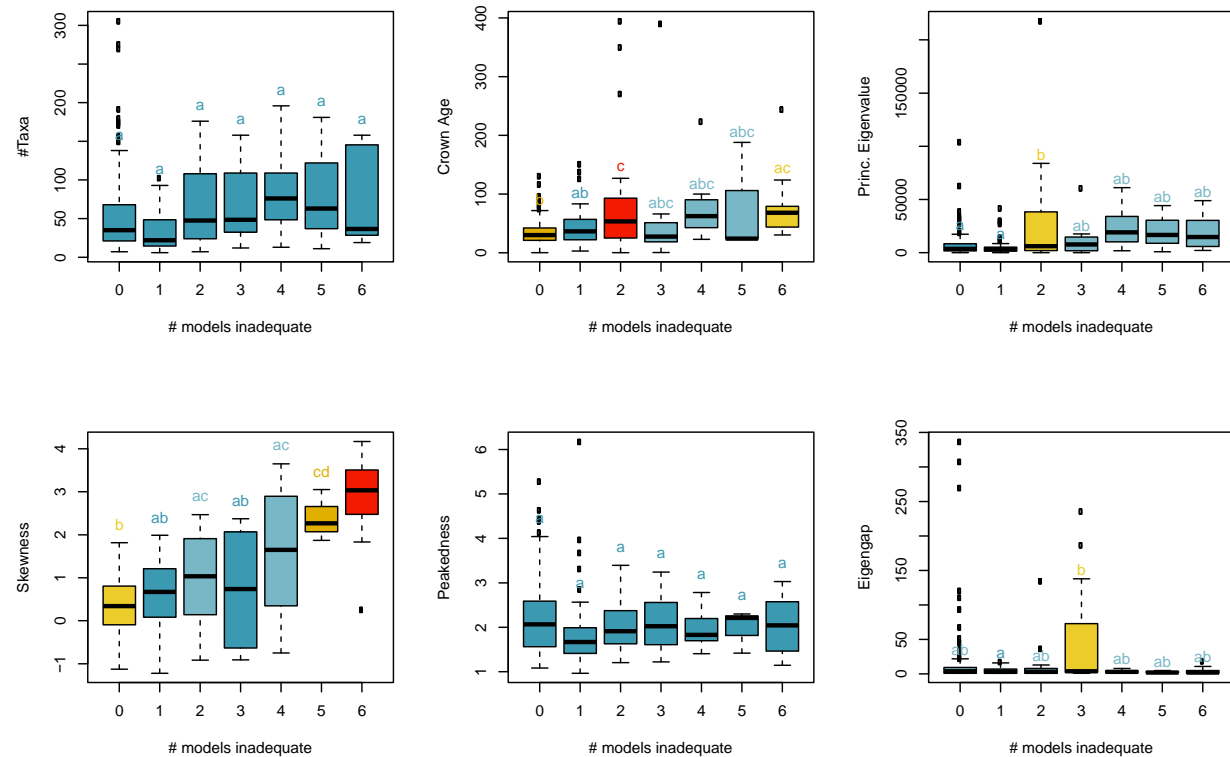 #Taxa
300
200
100
50
0
a a a a a a a
0 1 2 3 4 5 6
# models inadequate
Crown Age
400
300
200
100
0
b ab c abc abc abc ac
0 1 2 3 4 5 6
# models inadequate
Princ. Eigenvalue
150000
50000
0
a a b ab ab ab ab
0 1 2 3 4 5 6
# models inadequate
Skewness
4
3
2
1
0
−1
b ab ac ab ac cd
0 1 2 3 4 5 6
# models inadequate
Peakedness
6
5
4
3
2
1
a a a a a a a
0 1 2 3 4 5 6
# models inadequate
Eigengap
350
250
150
50
0
ab a ab b ab ab ab
0 1 2 3 4 5 6
# models inadequate